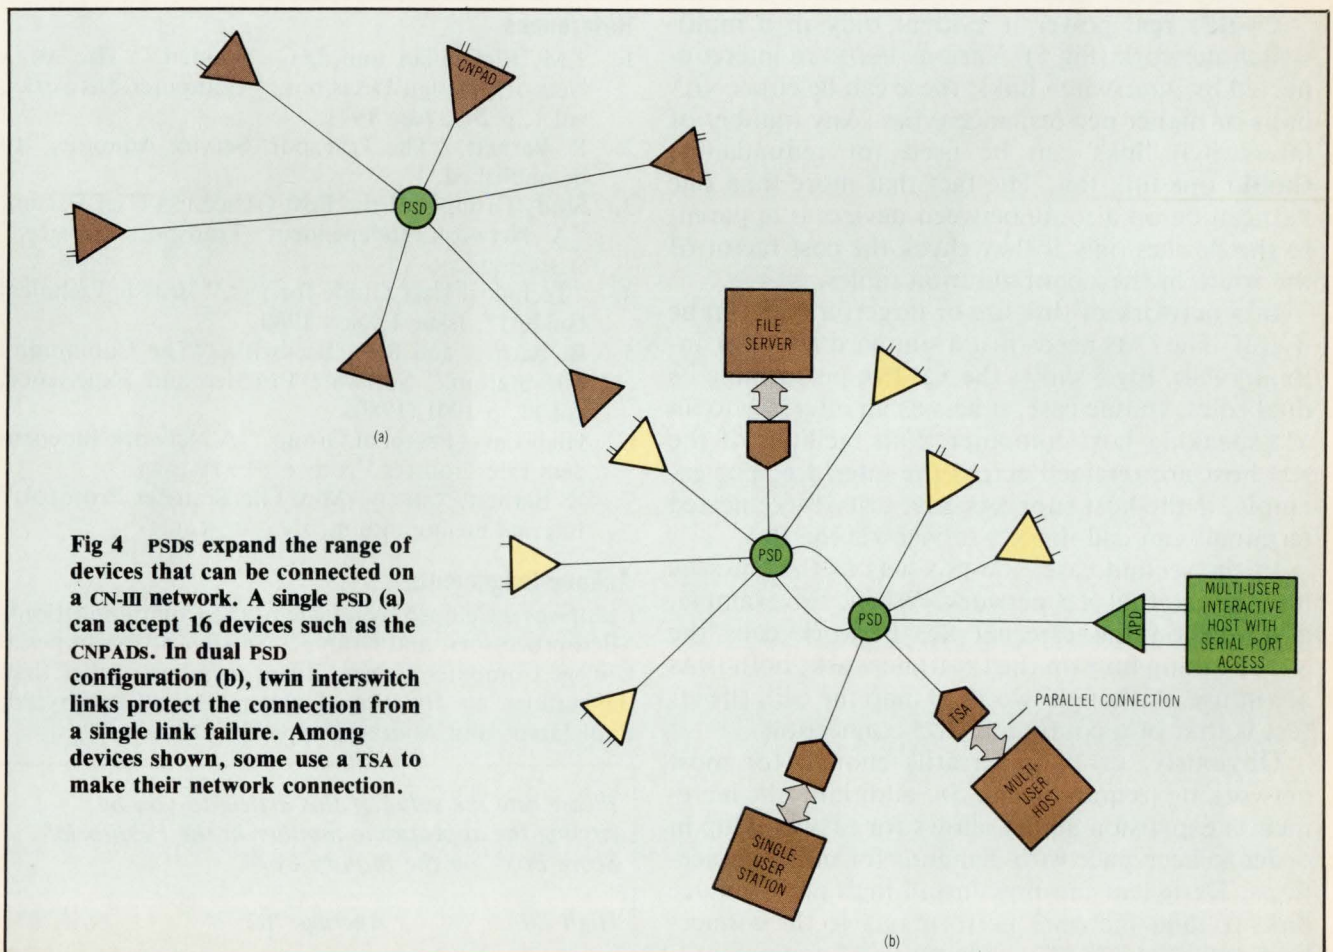 CNPAD
PSD
(a)
FILE
SERVER
Fig 4 PSDs expand the range of
devices that can be connected on
a CN-III network. A single PSD (a)
can accept 16 devices such as the
CNPADs. In dual PSD
configuration (b), twin interswitch
links protect the connection from
a single link failure. Among
devices shown, some use a TSA to
make their network connection.
PSD
PSD
APD
MULTI-USER
INTERACTIVE
HOST WITH
SERIAL PORT
ACCESS
TSA
PARALLEL CONNECTION
MULTI-
USER
HOST
SINGLE-
USER
STATION
(b)